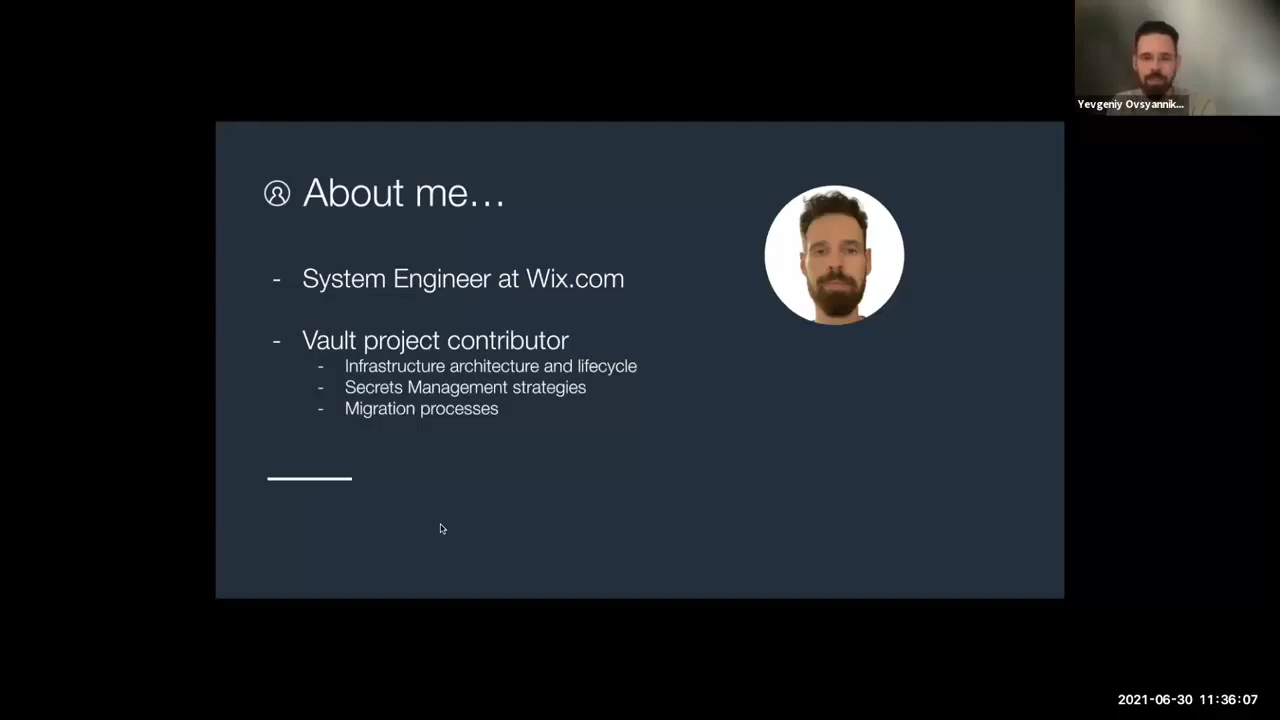 Yevgeniy Ovsyannik...
About me...
- System Engineer at Wix.com
- Vault project contributor
- Infrastructure architecture and lifecycle
- Secrets Management strategies
- Migration processes
2021-06-30 11:36:07